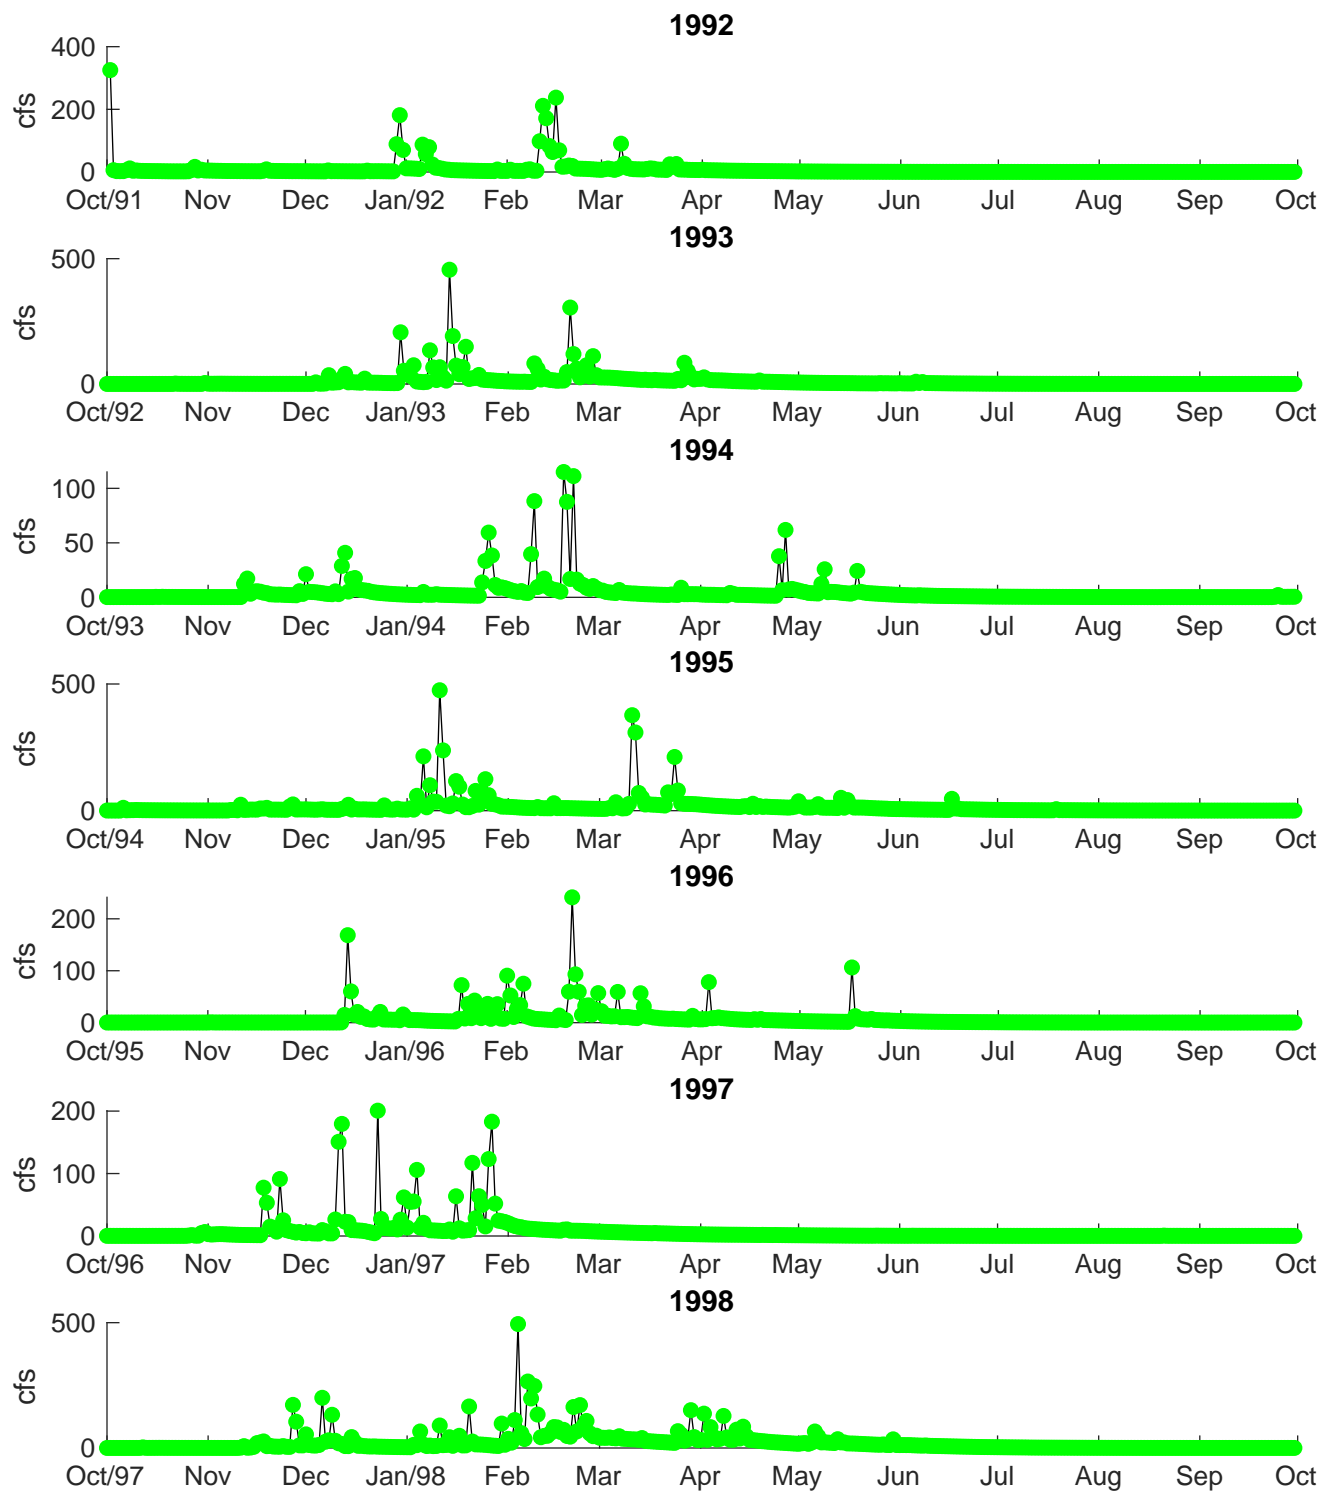 1992
400
200
0
cfs
Oct/91 Nov Dec Jan/92 Feb Mar Apr May Jun Jul Aug Sep Oct
1993
500
0
cfs
Oct/92 Nov Dec Jan/93 Feb Mar Apr May Jun Jul Aug Sep Oct
1994
100
50
0
cfs
Oct/93 Nov Dec Jan/94 Feb Mar Apr May Jun Jul Aug Sep Oct
1995
500
0
cfs
Oct/94 Nov Dec Jan/95 Feb Mar Apr May Jun Jul Aug Sep Oct
1996
200
100
0
cfs
Oct/95 Nov Dec Jan/96 Feb Mar Apr May Jun Jul Aug Sep Oct
1997
200
100
0
cfs
Oct/96 Nov Dec Jan/97 Feb Mar Apr May Jun Jul Aug Sep Oct
1998
500
0
cfs
Oct/97 Nov Dec Jan/98 Feb Mar Apr May Jun Jul Aug Sep Oct